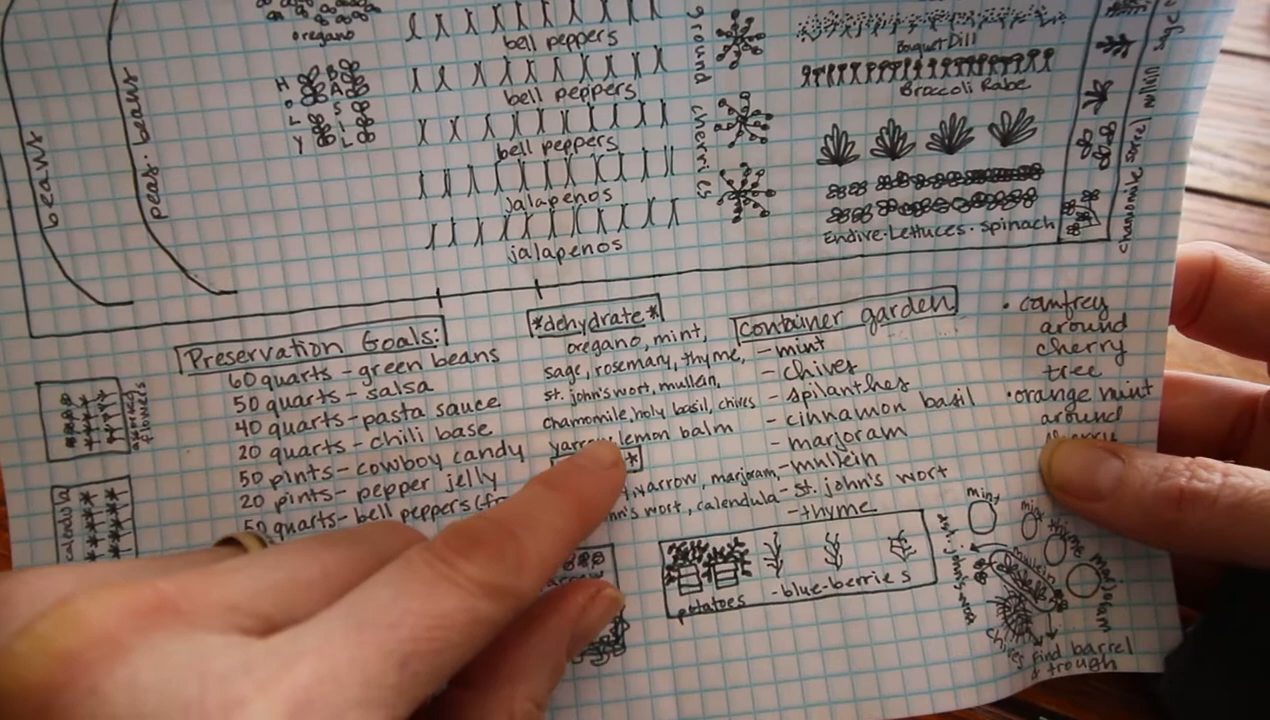 oregano
HOLY BASIL
beans
peas · beans
bell peppers
bell peppers
bell peppers
jalapenos
jalapenos
ground cherries
Bouquet Dill
Broccoli Rabe
Endive · Lettuces · Spinach
chamomile sorrel
Preservation Goals:
60 quarts - green beans
50 quarts - salsa
40 quarts - pasta sauce
20 quarts - chili base
50 pints - cowboy candy
20 pints - pepper jelly
50 quarts - bell peppers
flowers
calendula
*dehydrate*
oregano, mint,
sage, rosemary, thyme,
st. john's wort, mullein,
chamomile, holy basil, chives
yarrow, lemon balm
yarrow, marjoram,
wort, calendula
container garden
- mint
- chives
- spilanthes
- cinnamon basil
- marjoram
- mullein
- st. john's wort
- thyme
· comfrey
around
cherry
tree
· orange mint
around
potatoes
- blue-berries
mint
thyme
marjoram
st. john's wort
chives
find barrel
& trough